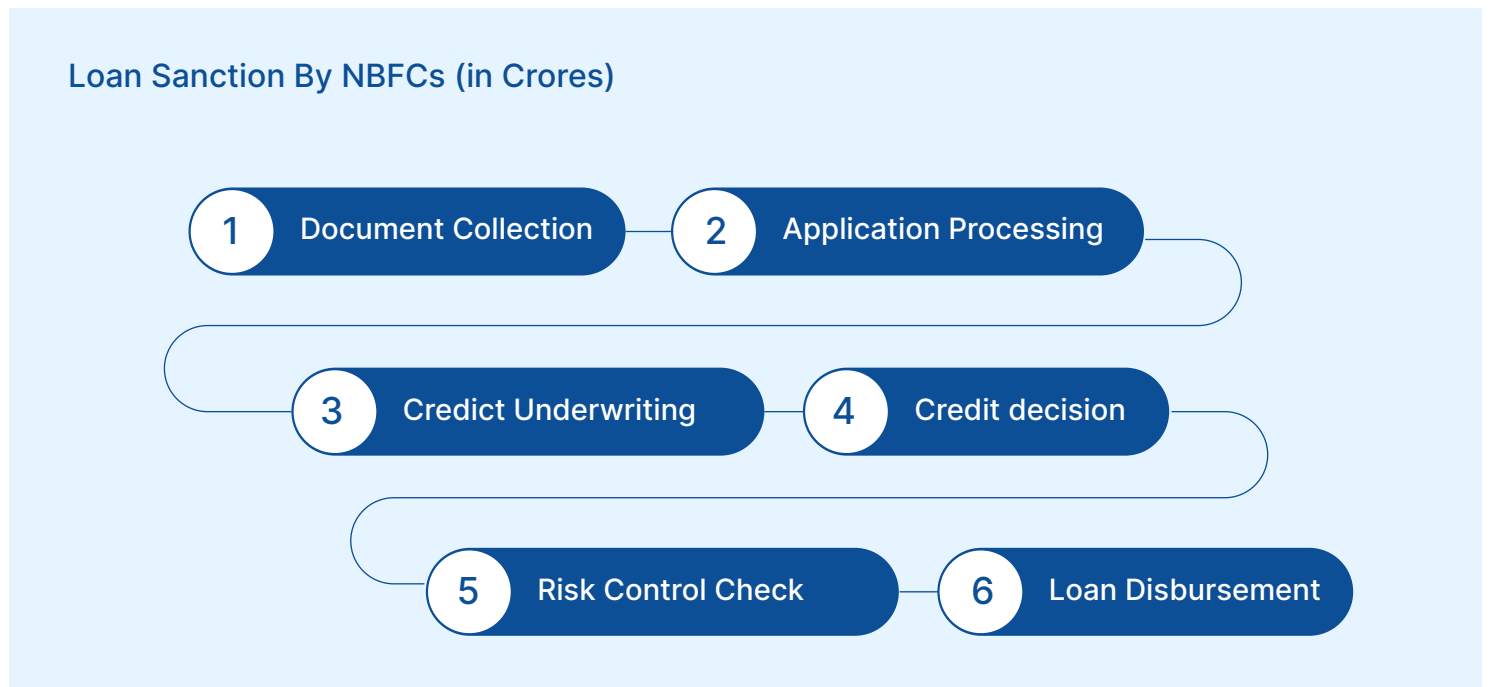 Loan Sanction By NBFCs (in Crores)
1 Document Collection
2 Application Processing
3 Credict Underwriting
4 Credit decision
5 Risk Control Check
6 Loan Disbursement